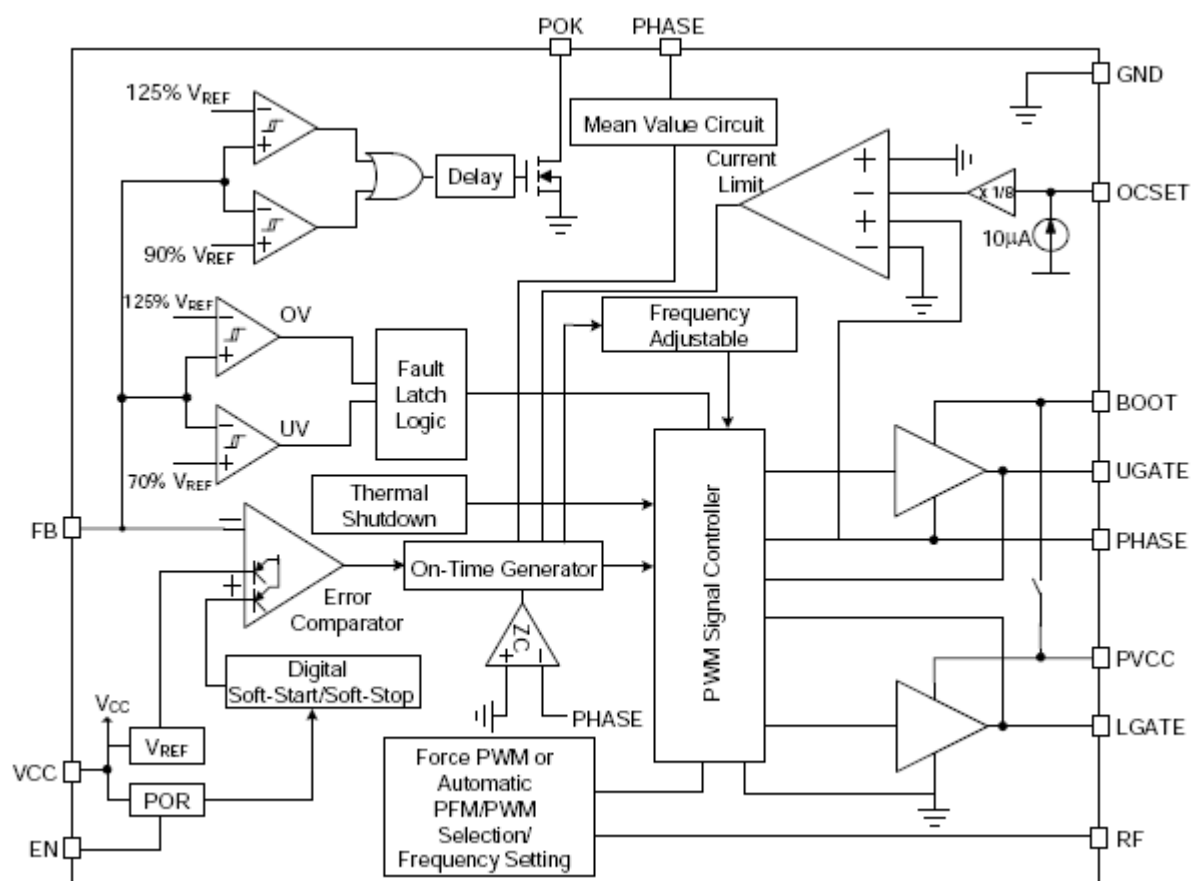 POK
PHASE
GND
125% VREF
Mean Value Circuit
Current
Limit
Delay
X 1/8
OCSET
10µA
90% VREF
125% VREF
OV
Frequency
Adjustable
Fault
Latch
Logic
BOOT
UV
70% VREF
UGATE
Thermal
Shutdown
FB
PHASE
On-Time Generator
PWM Signal Controller
Error
Comparator
ZC
Digital
Soft-Start/Soft-Stop
PVCC
VCC
PHASE
LGATE
VREF
VCC
Force PWM or
Automatic
PFM/PWM
Selection/
Frequency Setting
POR
EN
RF